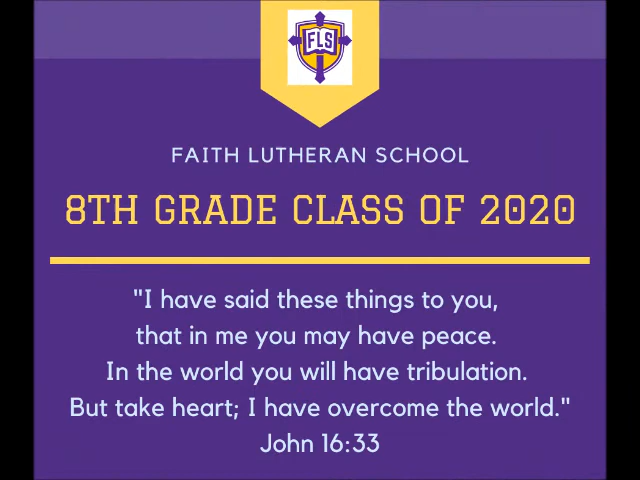 FLS
FAITH LUTHERAN SCHOOL
8TH GRADE CLASS OF 2020
"I have said these things to you,
that in me you may have peace.
In the world you will have tribulation.
But take heart; I have overcome the world."
John 16:33